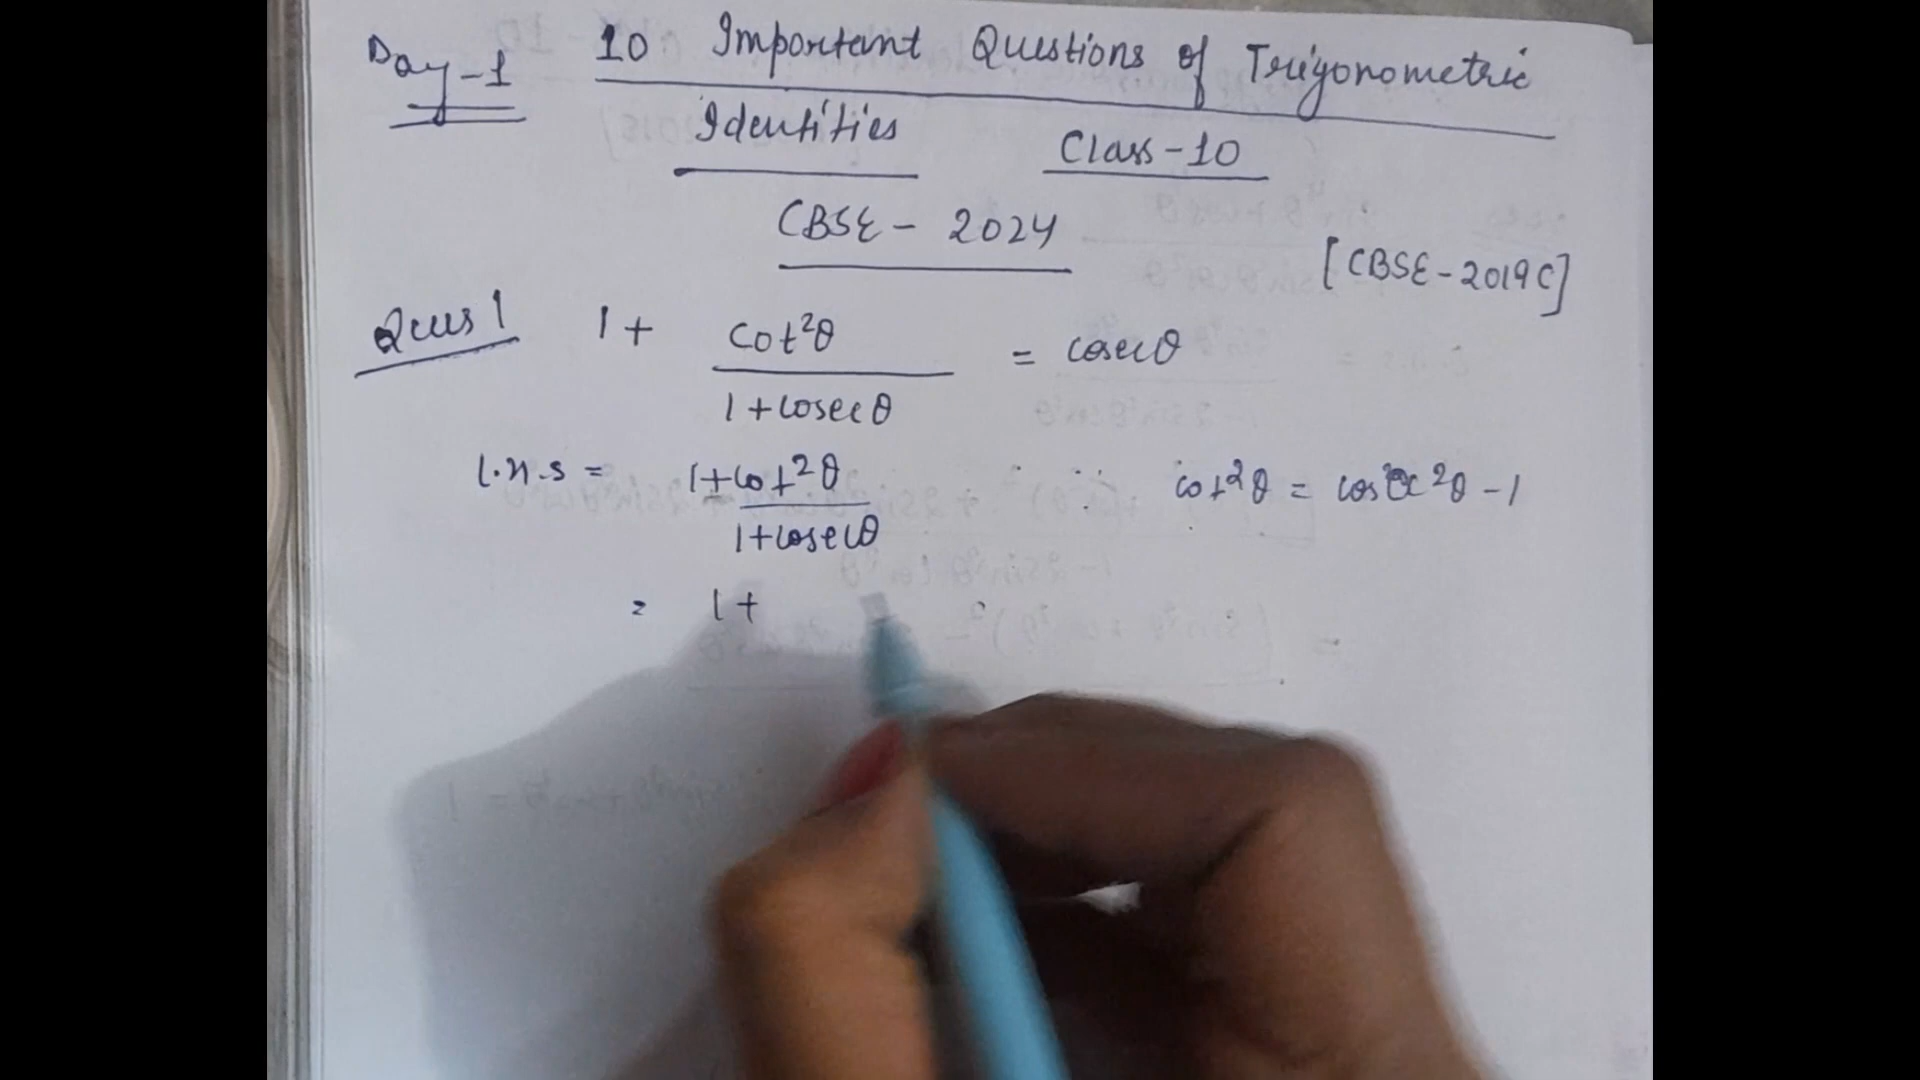 Day-1 10 Important Questions of Trigonometric
Identities Class-10
CBSE - 2024
[CBSE-2019C]
Ques 1 1 + cot²θ / 1+cosecθ = cosecθ
L.H.S = 1+cot²θ / 1+cosecθ ∵ cot²θ = cosec²θ -1
= 1+